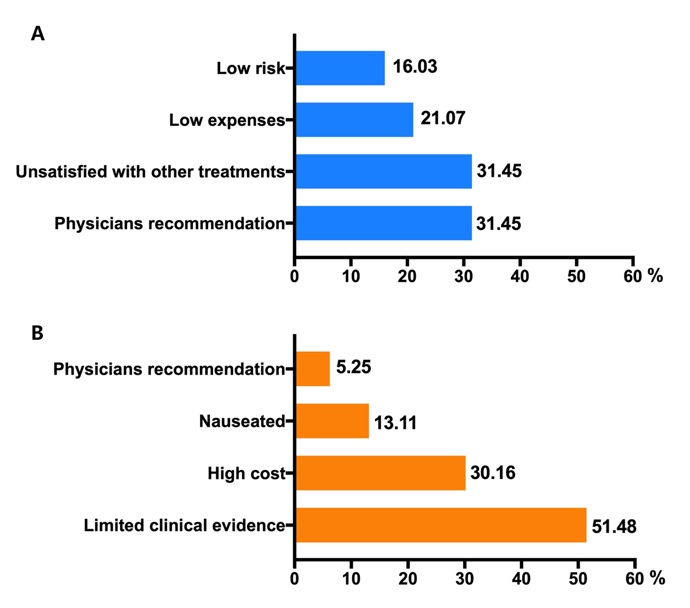 A
Low risk 16.03
Low expenses 21.07
Unsatisfied with other treatments 31.45
Physicians recommendation 31.45
0 10 20 30 40 50 60 %
B
Physicians recommendation 5.25
Nauseated 13.11
High cost 30.16
Limited clinical evidence 51.48
0 10 20 30 40 50 60 %